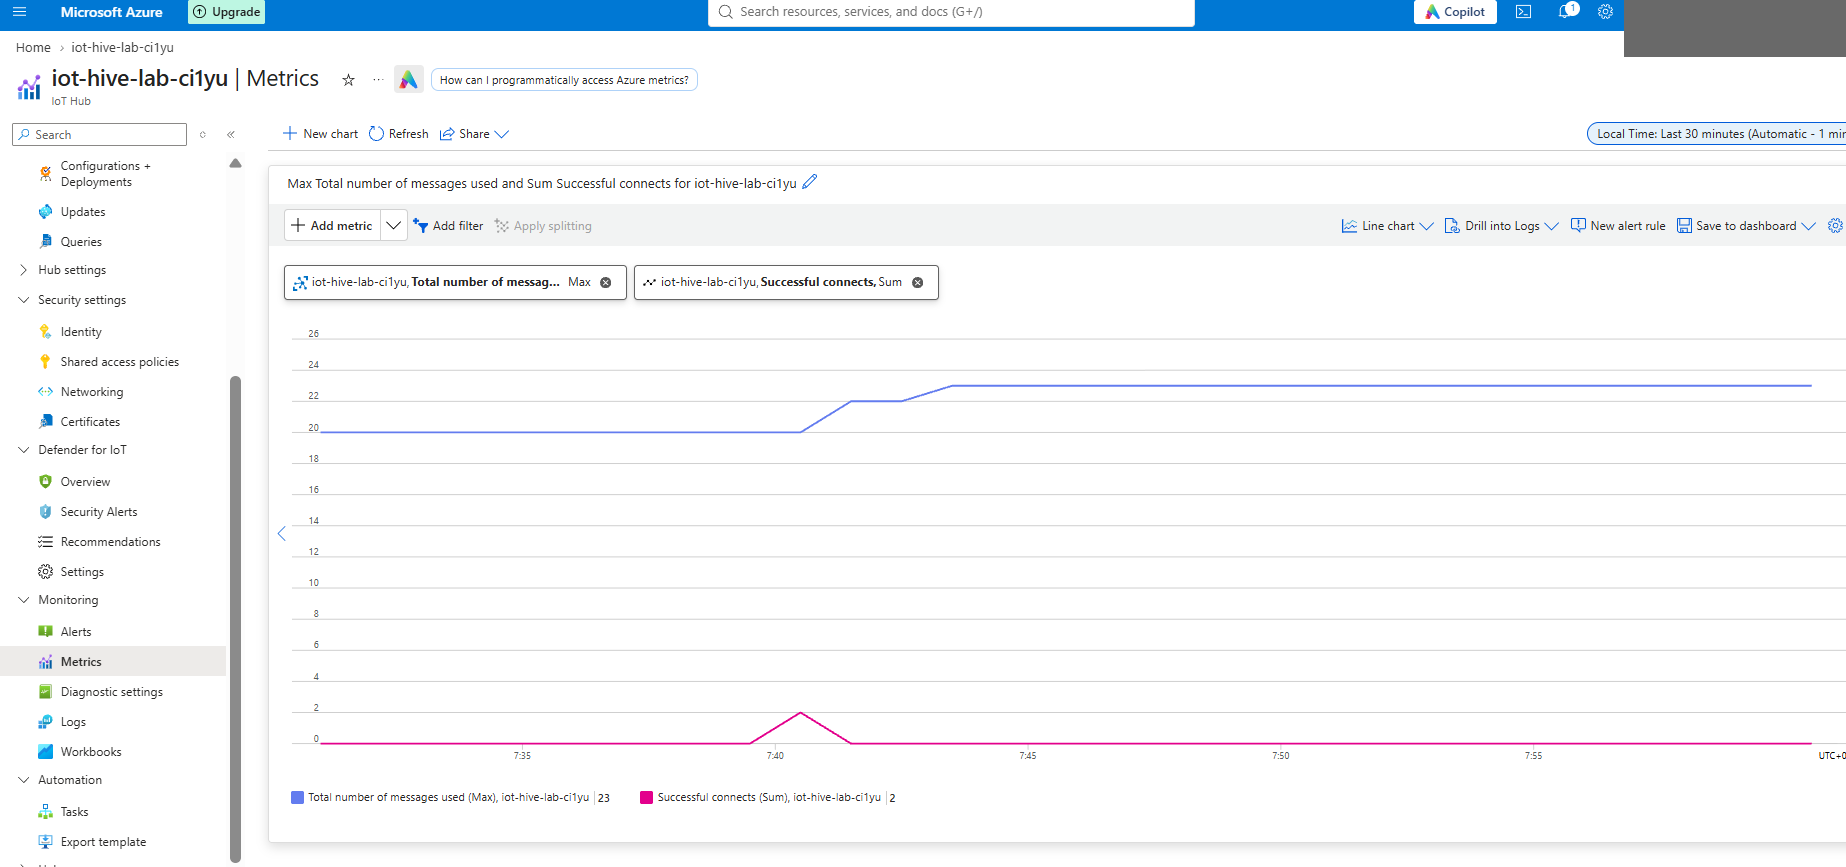 Microsoft Azure
Upgrade
Search resources, services, and docs (G+/)
Copilot
1
Home > iot-hive-lab-ci1yu
iot-hive-lab-ci1yu | Metrics
How can I programmatically access Azure metrics?
IoT Hub
Search
Configurations +
Deployments
Updates
Queries
Hub settings
Security settings
Identity
Shared access policies
Networking
Certificates
Defender for IoT
Overview
Security Alerts
Recommendations
Settings
Monitoring
Alerts
Metrics
Diagnostic settings
Logs
Workbooks
Automation
Tasks
Export template
New chart
Refresh
Share
Local Time: Last 30 minutes (Automatic - 1 min
Max Total number of messages used and Sum Successful connects for iot-hive-lab-ci1yu
Add metric
Add filter
Apply splitting
Line chart
Drill into Logs
New alert rule
Save to dashboard
iot-hive-lab-ci1yu, Total number of messag... Max
iot-hive-lab-ci1yu, Successful connects, Sum
26
24
22
20
18
16
14
12
10
8
6
4
2
0
7:35 7:40 7:45 7:50 7:55 UTC+0
Total number of messages used (Max), iot-hive-lab-ci1yu | 23
Successful connects (Sum), iot-hive-lab-ci1yu | 2